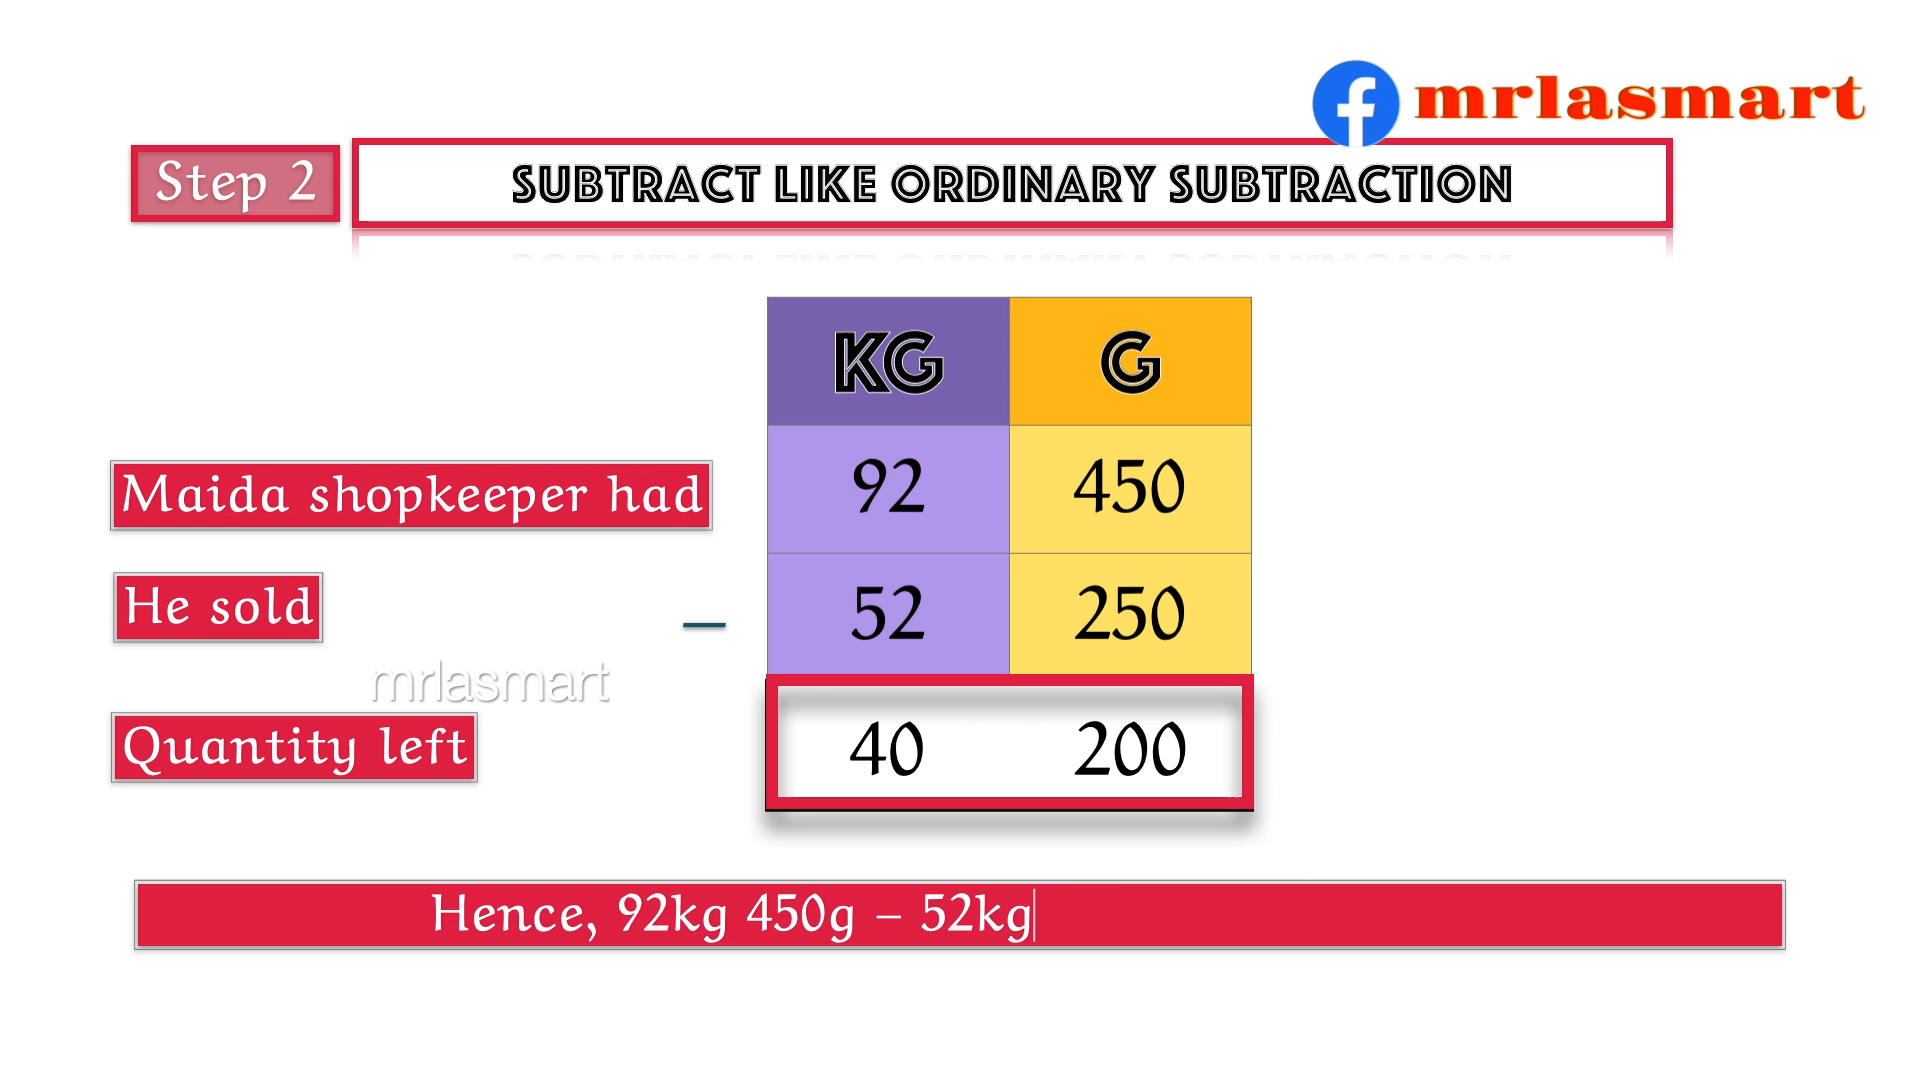 mrlasmart
Step 2
SUBTRACT LIKE ORDINARY SUBTRACTION
KG G
Maida shopkeeper had 92 450
He sold – 52 250
mrlasmart
Quantity left 40 200
Hence, 92kg 450g – 52kg